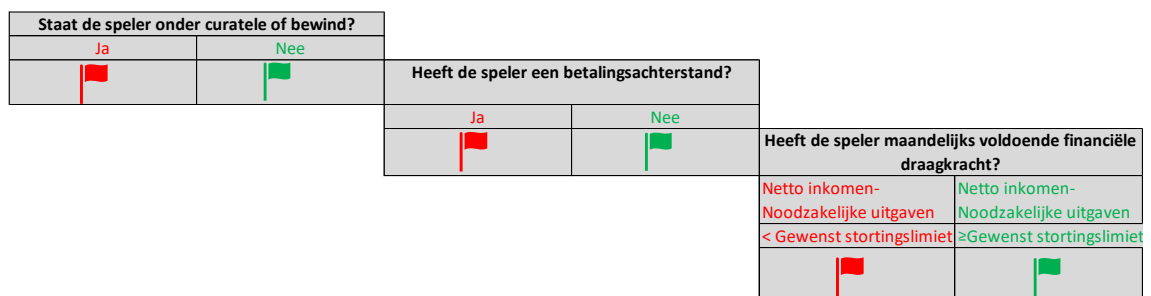 Staat de speler onder curatele of bewind?
Ja Nee
Heeft de speler een betalingsachterstand?
Ja Nee
Heeft de speler maandelijks voldoende financiële
draagkracht?
Netto inkomen- Netto inkomen-
Noodzakelijke uitgaven Noodzakelijke uitgaven
< Gewenst stortingslimiet ≥Gewenst stortingslimiet